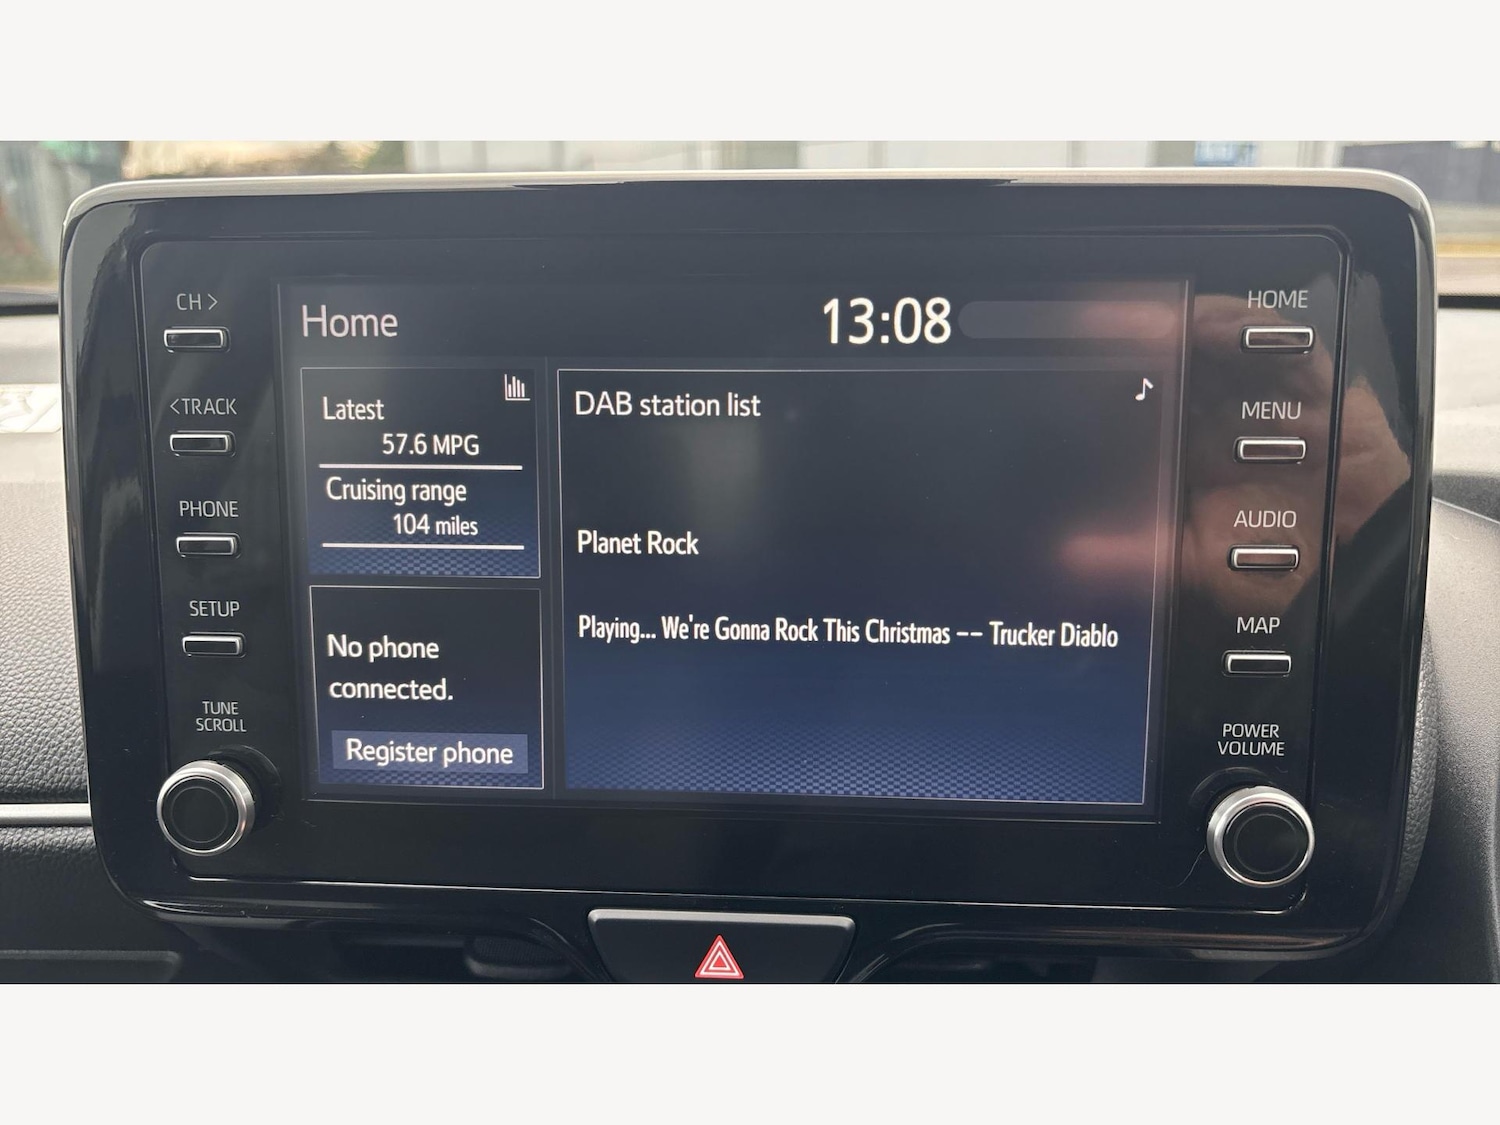 CH >
<TRACK
PHONE
SETUP
TUNE
SCROLL
Home
13:08
Latest
57.6 MPG
Cruising range
104 miles
No phone
connected.
Register phone
DAB station list
Planet Rock
Playing... We're Gonna Rock This Christmas -- Trucker Diablo
HOME
MENU
AUDIO
MAP
POWER
VOLUME